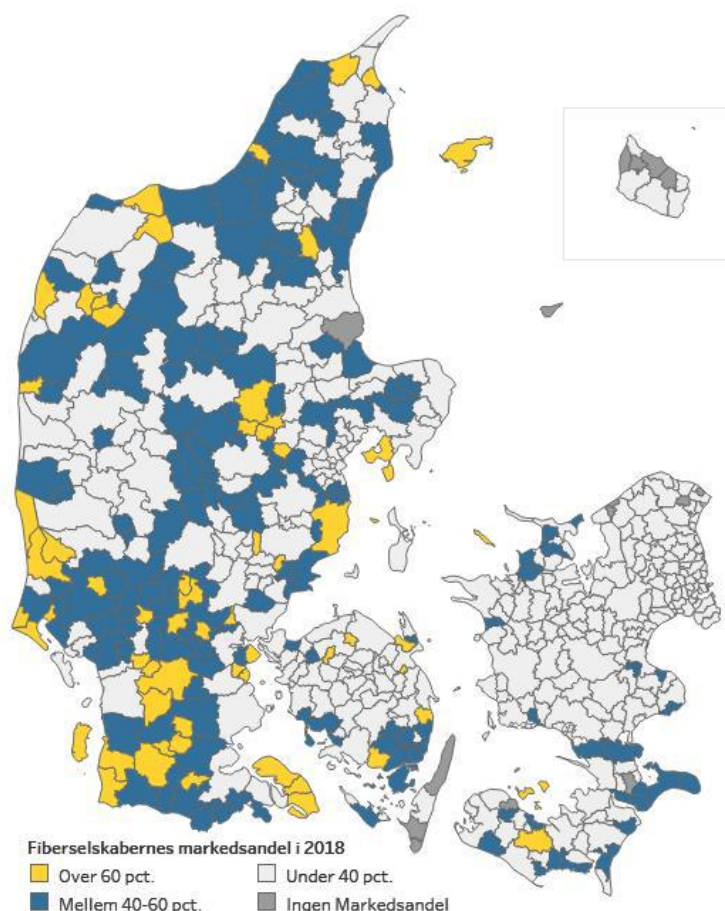 Fiberselskabernes markedsandel i 2018
Over 60 pct. Under 40 pct.
Mellem 40-60 pct. Ingen Markedsandel